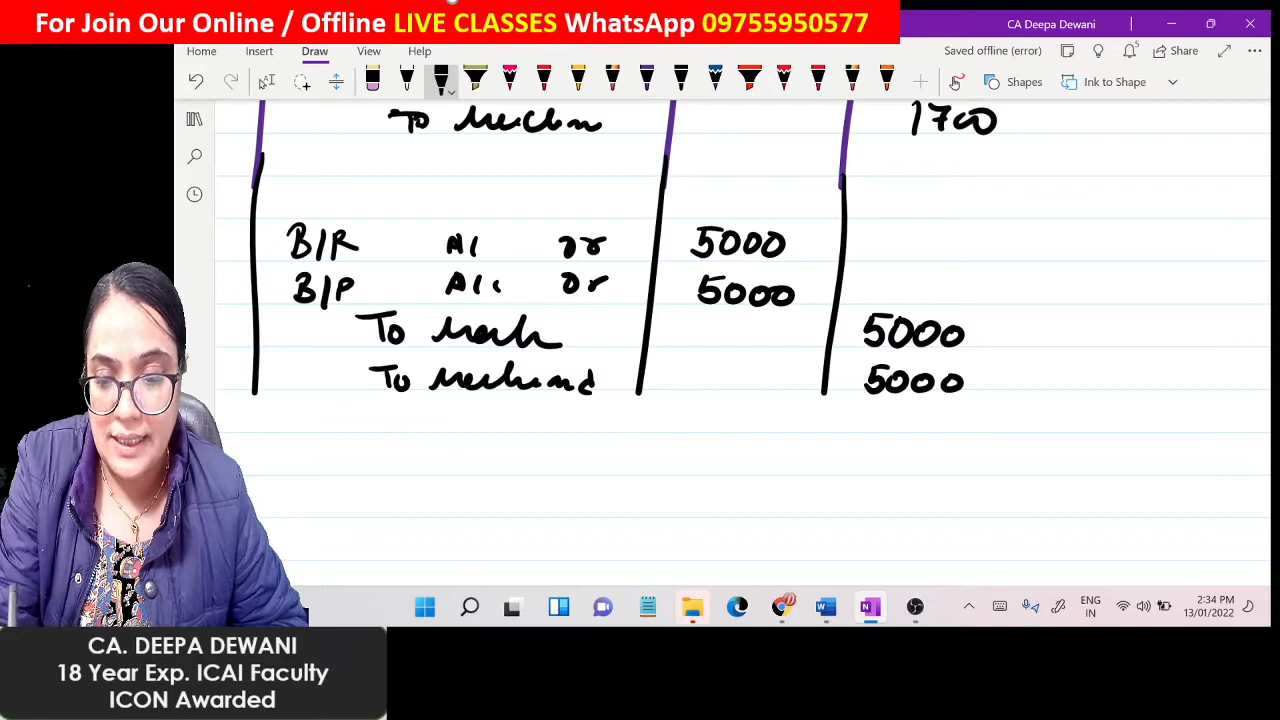 For Join Our Online / Offline LIVE CLASSES WhatsApp 09755950577
CA Deepa Dewani
Home Insert Draw View Help
Saved offline (error)
5
Share
Shapes
Ink to Shape
To
1700
B/R A/c Dr 5000
B/P A/c Dr 5000
To 5000
To 5000
ENG
IN
2:34 PM
13/01/2022
CA. DEEPA DEWANI
18 Year Exp. ICAI Faculty
ICON Awarded